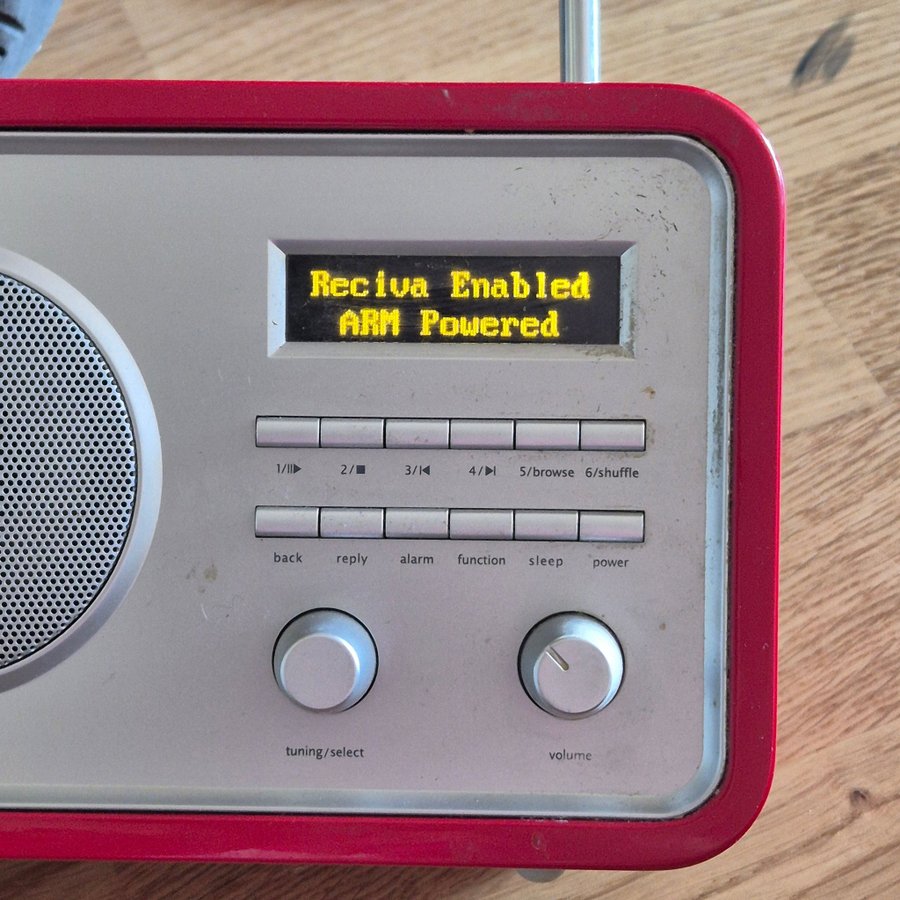 Reciva Enabled
ARM Powered
1/II▶ 2/■ 3/I◀ 4/▶I 5/browse 6/shuffle
back reply alarm function sleep power
tuning/select volume